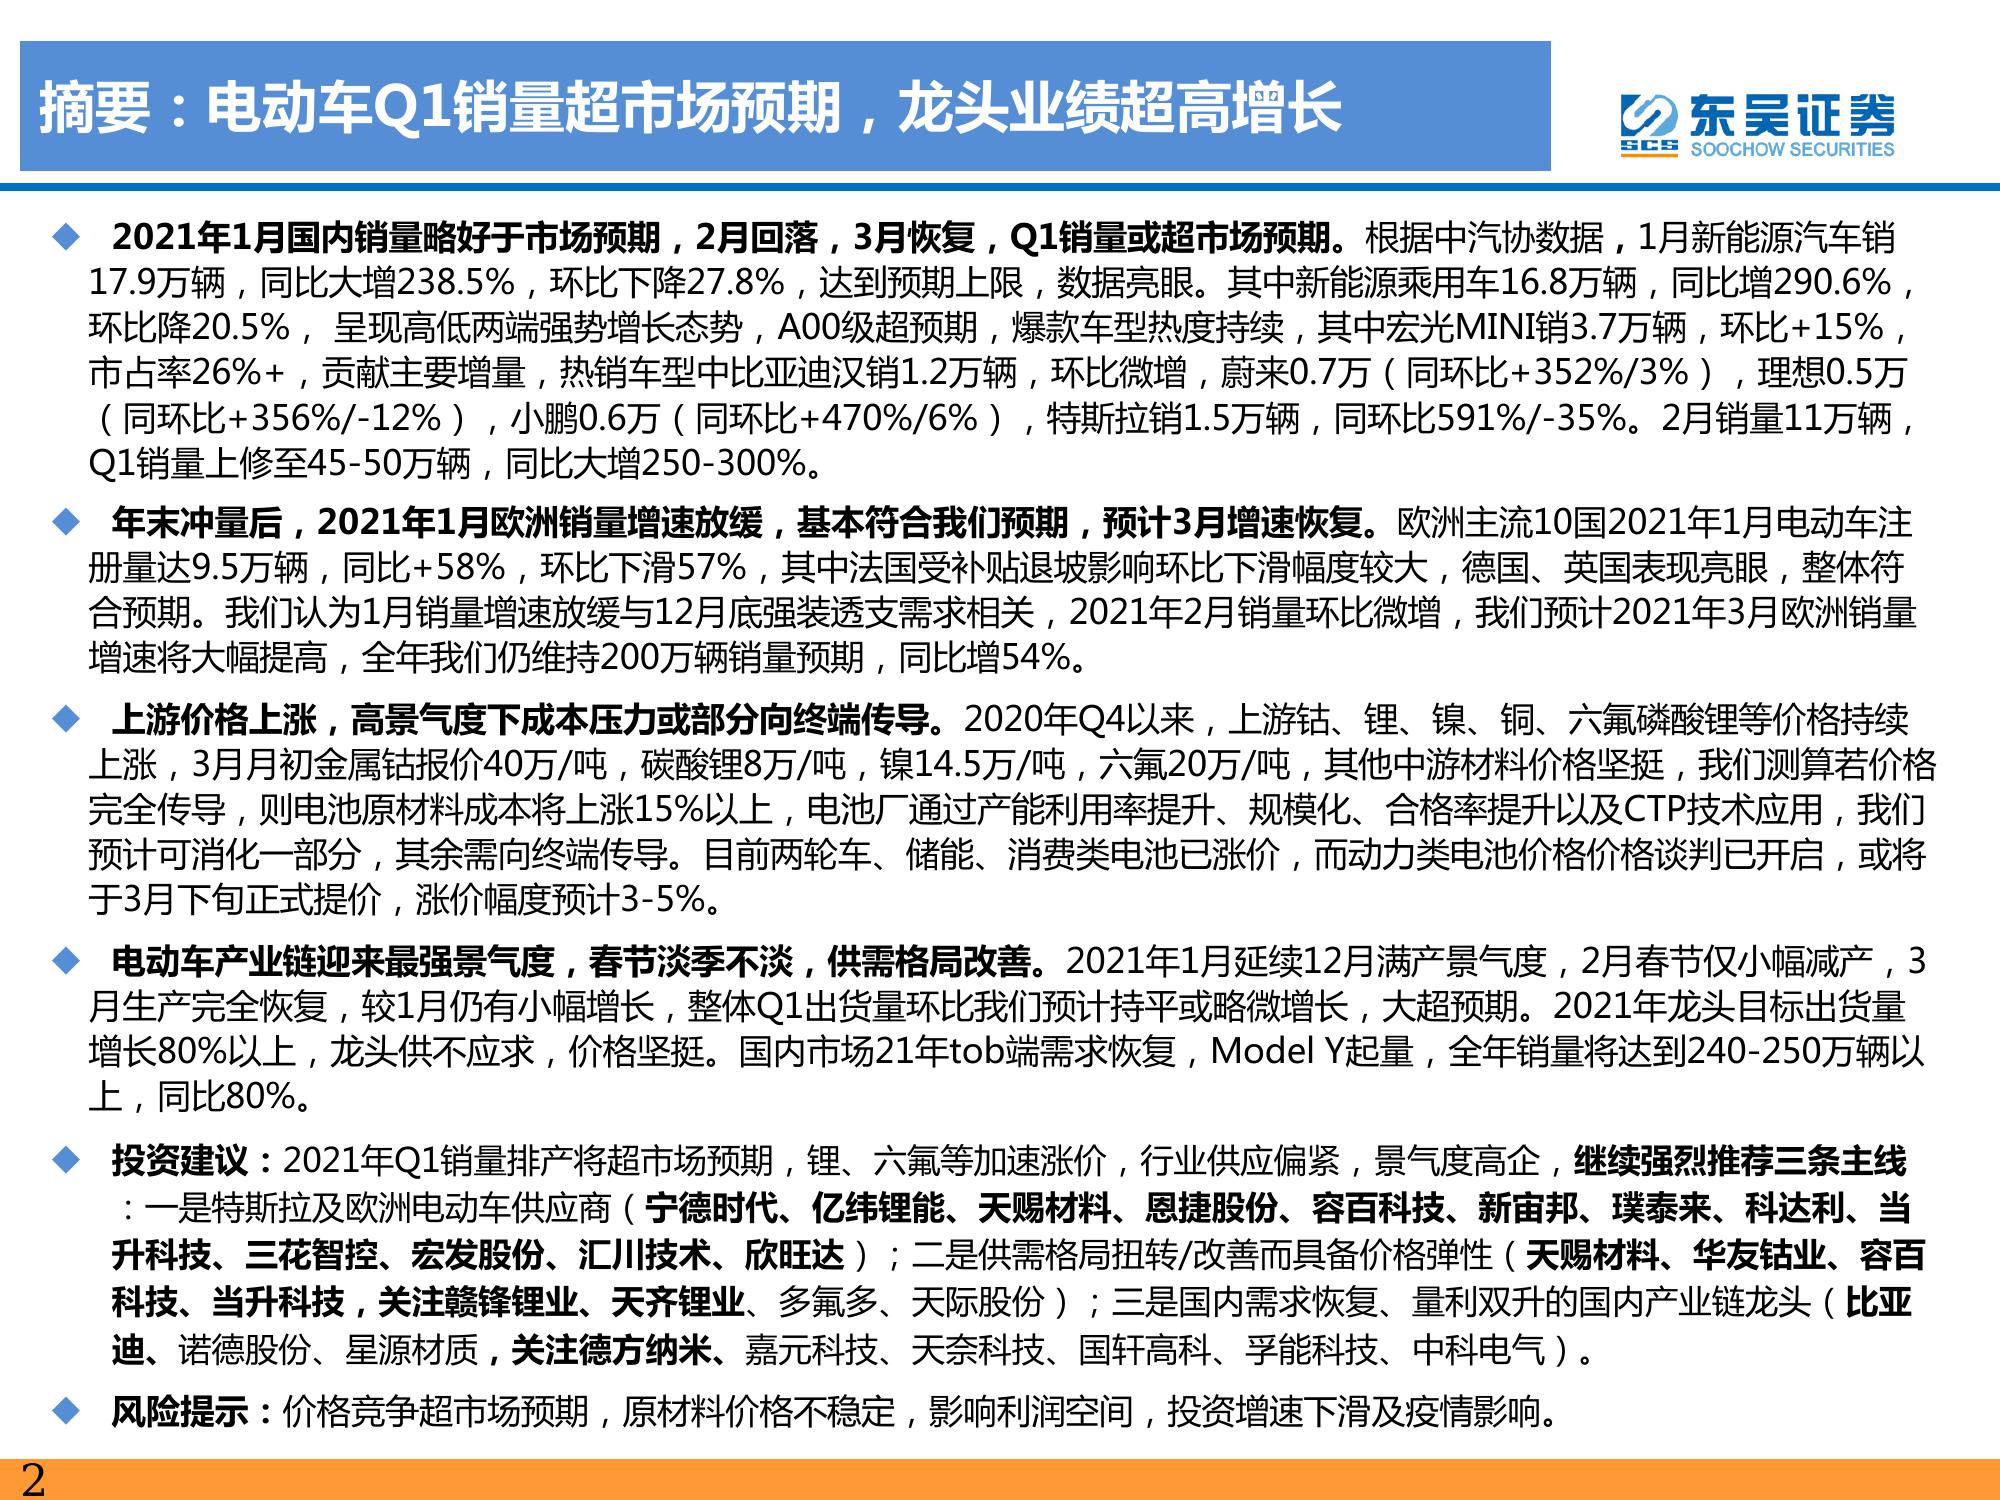 摘要：电动车Q1销量超市场预期，龙头业绩超高增长
SCS
东吴证券
SOOCHOW SECURITIES
◆ 2021年1月国内销量略好于市场预期，2月回落，3月恢复，Q1销量或超市场预期。根据中汽协数据，1月新能源汽车销
17.9万辆，同比大增238.5%，环比下降27.8%，达到预期上限，数据亮眼。其中新能源乘用车16.8万辆，同比增290.6%，
环比降20.5%， 呈现高低两端强势增长态势，A00级超预期，爆款车型热度持续，其中宏光MINI销3.7万辆，环比+15%，
市占率26%+，贡献主要增量，热销车型中比亚迪汉销1.2万辆，环比微增，蔚来0.7万（同环比+352%/3%），理想0.5万
（同环比+356%/-12%），小鹏0.6万（同环比+470%/6%），特斯拉销1.5万辆，同环比591%/-35%。2月销量11万辆，
Q1销量上修至45-50万辆，同比大增250-300%。
◆ 年末冲量后，2021年1月欧洲销量增速放缓，基本符合我们预期，预计3月增速恢复。欧洲主流10国2021年1月电动车注
册量达9.5万辆，同比+58%，环比下滑57%，其中法国受补贴退坡影响环比下滑幅度较大，德国、英国表现亮眼，整体符
合预期。我们认为1月销量增速放缓与12月底强装透支需求相关，2021年2月销量环比微增，我们预计2021年3月欧洲销量
增速将大幅提高，全年我们仍维持200万辆销量预期，同比增54%。
◆ 上游价格上涨，高景气度下成本压力或部分向终端传导。2020年Q4以来，上游钴、锂、镍、铜、六氟磷酸锂等价格持续
上涨，3月月初金属钴报价40万/吨，碳酸锂8万/吨，镍14.5万/吨，六氟20万/吨，其他中游材料价格坚挺，我们测算若价格
完全传导，则电池原材料成本将上涨15%以上，电池厂通过产能利用率提升、规模化、合格率提升以及CTP技术应用，我们
预计可消化一部分，其余需向终端传导。目前两轮车、储能、消费类电池已涨价，而动力类电池价格价格谈判已开启，或将
于3月下旬正式提价，涨价幅度预计3-5%。
◆ 电动车产业链迎来最强景气度，春节淡季不淡，供需格局改善。2021年1月延续12月满产景气度，2月春节仅小幅减产，3
月生产完全恢复，较1月仍有小幅增长，整体Q1出货量环比我们预计持平或略微增长，大超预期。2021年龙头目标出货量
增长80%以上，龙头供不应求，价格坚挺。国内市场21年tob端需求恢复，Model Y起量，全年销量将达到240-250万辆以
上，同比80%。
◆ 投资建议：2021年Q1销量排产将超市场预期，锂、六氟等加速涨价，行业供应偏紧，景气度高企，继续强烈推荐三条主线
：一是特斯拉及欧洲电动车供应商（宁德时代、亿纬锂能、天赐材料、恩捷股份、容百科技、新宙邦、璞泰来、科达利、当
升科技、三花智控、宏发股份、汇川技术、欣旺达）；二是供需格局扭转/改善而具备价格弹性（天赐材料、华友钴业、容百
科技、当升科技，关注赣锋锂业、天齐锂业、多氟多、天际股份）；三是国内需求恢复、量利双升的国内产业链龙头（比亚
迪、诺德股份、星源材质，关注德方纳米、嘉元科技、天奈科技、国轩高科、孚能科技、中科电气）。
◆ 风险提示：价格竞争超市场预期，原材料价格不稳定，影响利润空间，投资增速下滑及疫情影响。
2